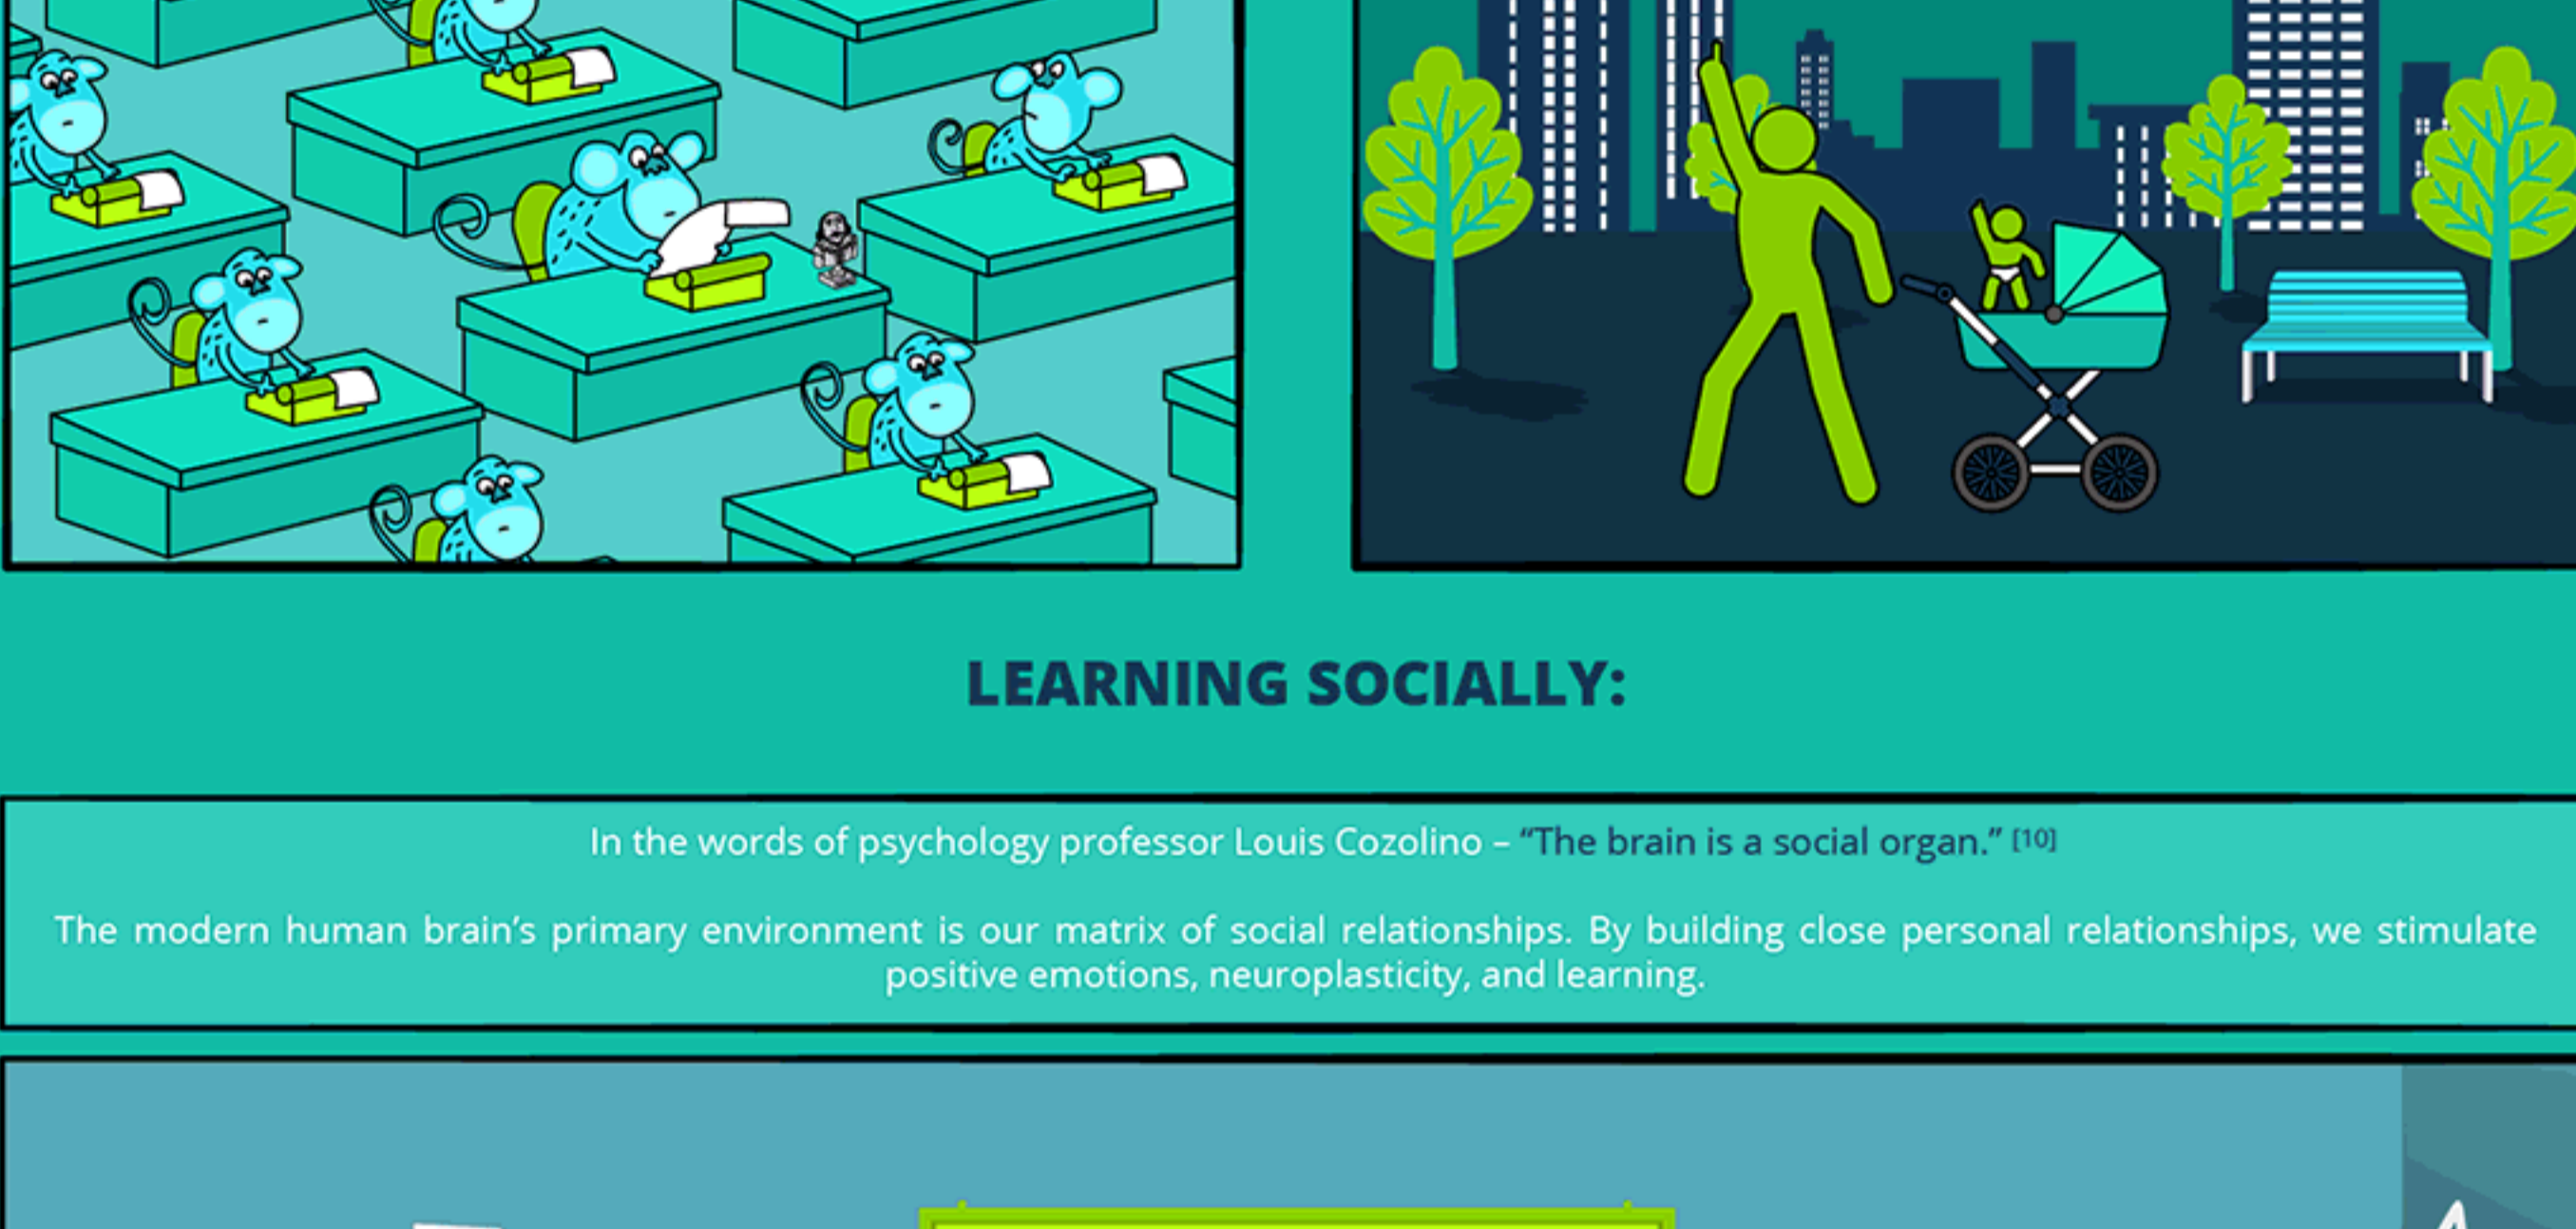 LEARNING SOCIALLY:
In the words of psychology professor Louis Cozolino – “The brain is a social organ.” [10]
The modern human brain’s primary environment is our matrix of social relationships. By building close personal relationships, we stimulate
positive emotions, neuroplasticity, and learning.